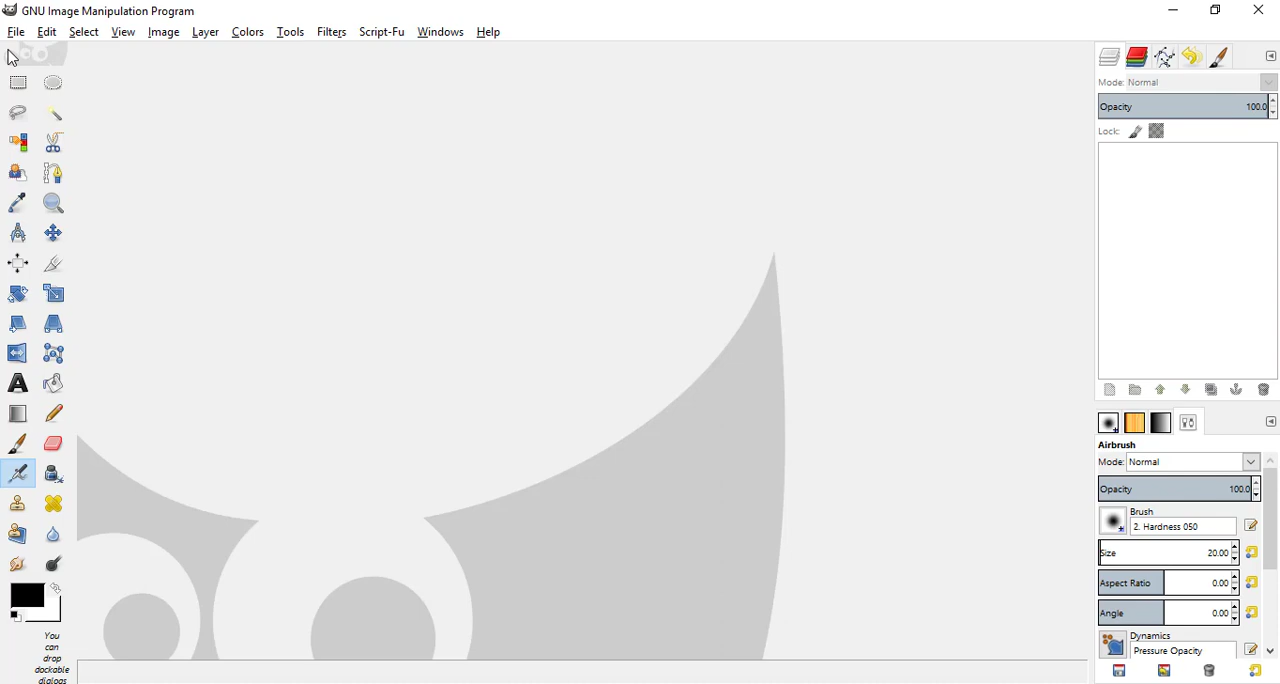 GNU Image Manipulation Program
File Edit Select View Image Layer Colors Tools Filters Script-Fu Windows Help
Mode: Normal
Opacity 100.0
Lock:
Airbrush
Mode: Normal
Opacity 100.0
Brush
2. Hardness 050
Size 20.00
Aspect Ratio 0.00
Angle 0.00
Dynamics
Pressure Opacity
You
can
drop
dockable
dialogs